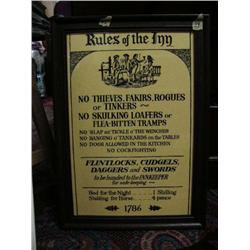 Rules of the Inn
NO THIEVES, FAKIRS, ROGUES
OR TINKERS
NO SKULKING LOAFERS OR
FLEA-BITTEN TRAMPS
NO SLAP AN' TICKLE O' THE WENCHES
NO BANGING O' TANKARDS ON THE TABLES
NO DOGS ALLOWED IN THE KITCHEN
NO COCKFIGHTING
FLINTLOCKS, CUDGELS,
DAGGERS and SWORDS
to be handed to the INNKEEPER
for safe-keeping
Bed for the Night .... 1 Shilling
Stabling for Horse .... 4 pence
1786